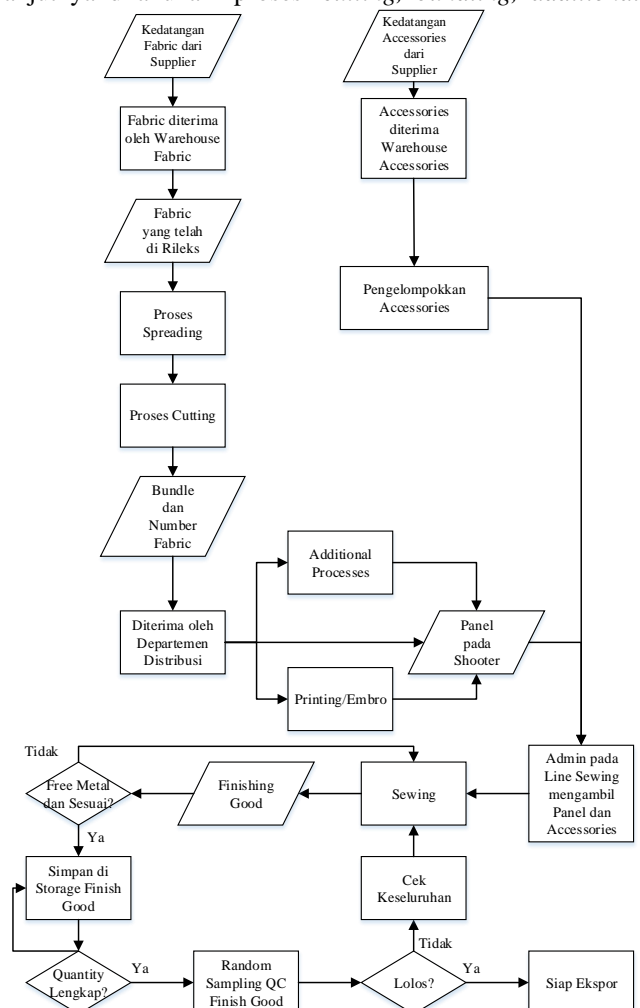 Kedatangan
Fabric dari
Supplier
Kedatangan
Accessories
dari
Supplier
Fabric diterima
oleh Warehouse
Fabric
Accessories
diterima
Warehouse
Accessories
Fabric
yang telah
di Rileks
Proses
Spreading
Pengelompokkan
Accessories
Proses Cutting
Bundle
dan
Number
Fabric
Additional
Processes
Diterima oleh
Departemen
Distribusi
Panel
pada
Shooter
Printing/Embro
Tidak
Free Metal
dan Sesuai?
Finishing
Good
Sewing
Admin pada
Line Sewing
mengambil
Panel dan
Accessories
Ya
Simpan di
Storage Finish
Good
Cek
Keseluruhan
Tidak
Quantity
Lengkap?
Ya
Random
Sampling QC
Finish Good
Lolos?
Ya
Siap Ekspor